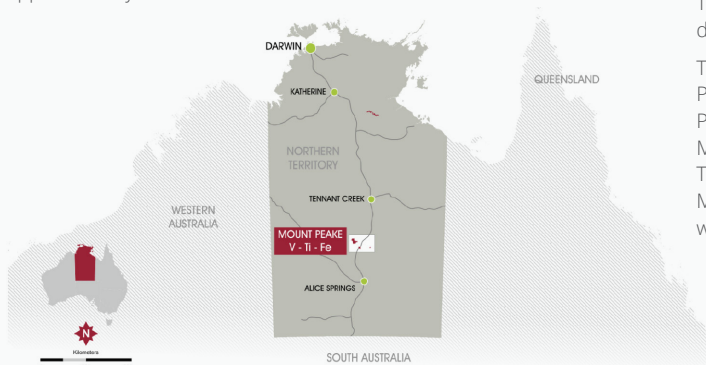 DARWIN
QUEENSLAND
KATHERINE
NORTHERN
TERRITORY
TENNANT CREEK
WESTERN
AUSTRALIA
MOUNT PEAKE
V - Ti - Fe
ALICE SPRINGS
N
Kilometers
SOUTH AUSTRALIA